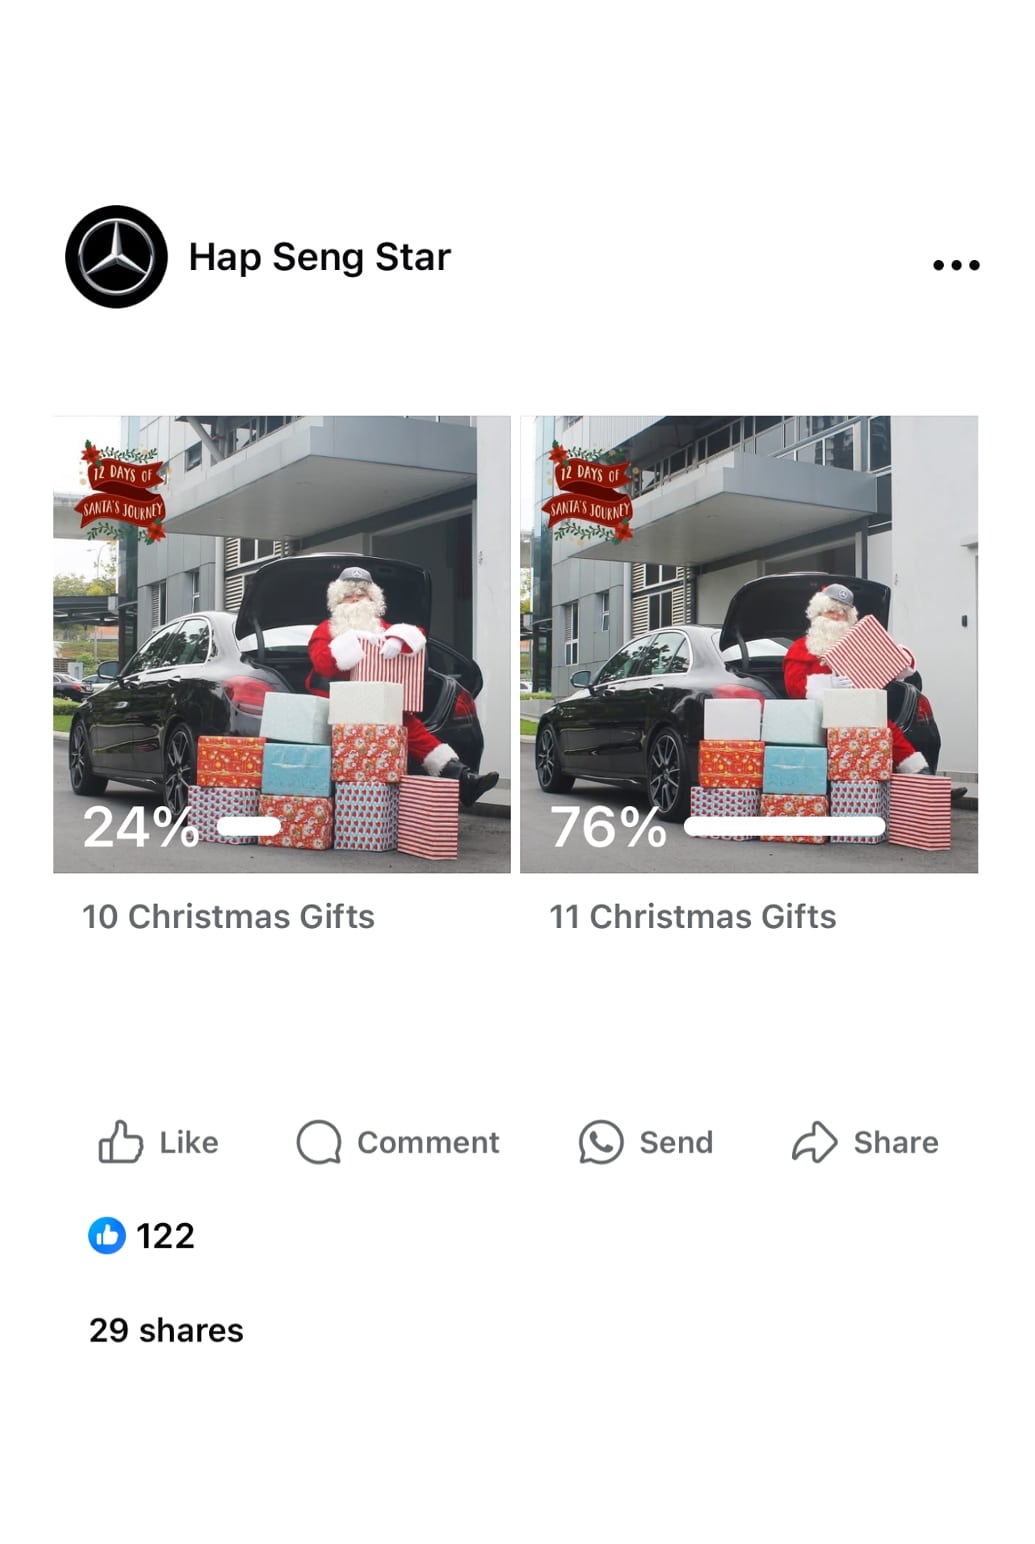 Hap Seng Star
12 DAYS OF
SANTA'S JOURNEY
12 DAYS OF
SANTA'S JOURNEY
24%
76%
10 Christmas Gifts
11 Christmas Gifts
Like
Comment
Send
Share
122
29 shares